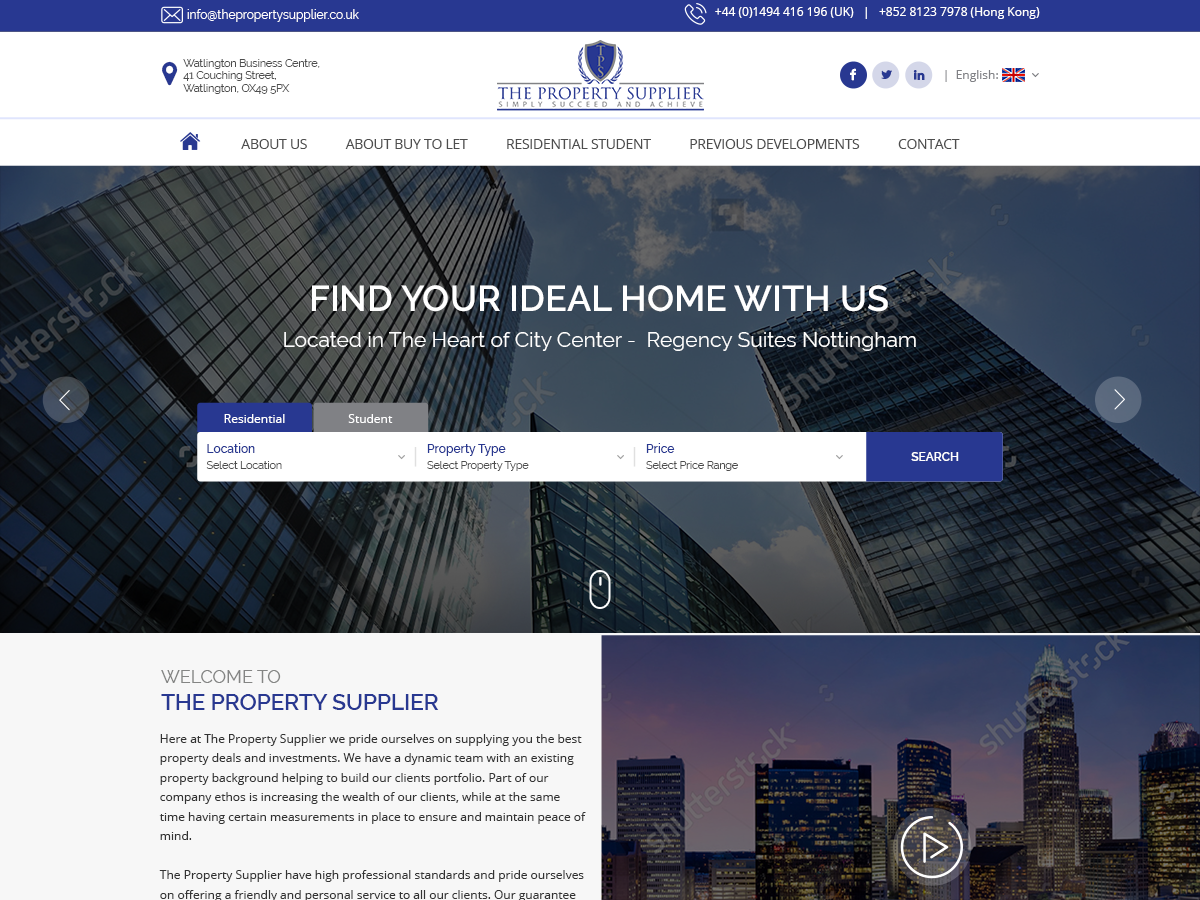 info@thepropertysupplier.co.uk
+44 (0)1494 416 196 (UK) | +852 8123 7978 (Hong Kong)
Watlington Business Centre,
41 Couching Street,
Watlington, OX49 5PX
TPS
THE PROPERTY SUPPLIER
SIMPLY SUCCEED AND ACHIEVE
f
in
| English:
ABOUT US
ABOUT BUY TO LET
RESIDENTIAL STUDENT
PREVIOUS DEVELOPMENTS
CONTACT
shutterstock
shutterstock
shutterstock
FIND YOUR IDEAL HOME WITH US
Located in The Heart of City Center - Regency Suites Nottingham
Residential
Student
Location
Select Location
Property Type
Select Property Type
Price
Select Price Range
SEARCH
WELCOME TO
THE PROPERTY SUPPLIER
Here at The Property Supplier we pride ourselves on supplying you the best
property deals and investments. We have a dynamic team with an existing
property background helping to build our clients portfolio. Part of our
company ethos is increasing the wealth of our clients, while at the same
time having certain measurements in place to ensure and maintain peace of
mind.
The Property Supplier have high professional standards and pride ourselves
on offering a friendly and personal service to all our clients. Our guarantee
shutterstock
shutterstock